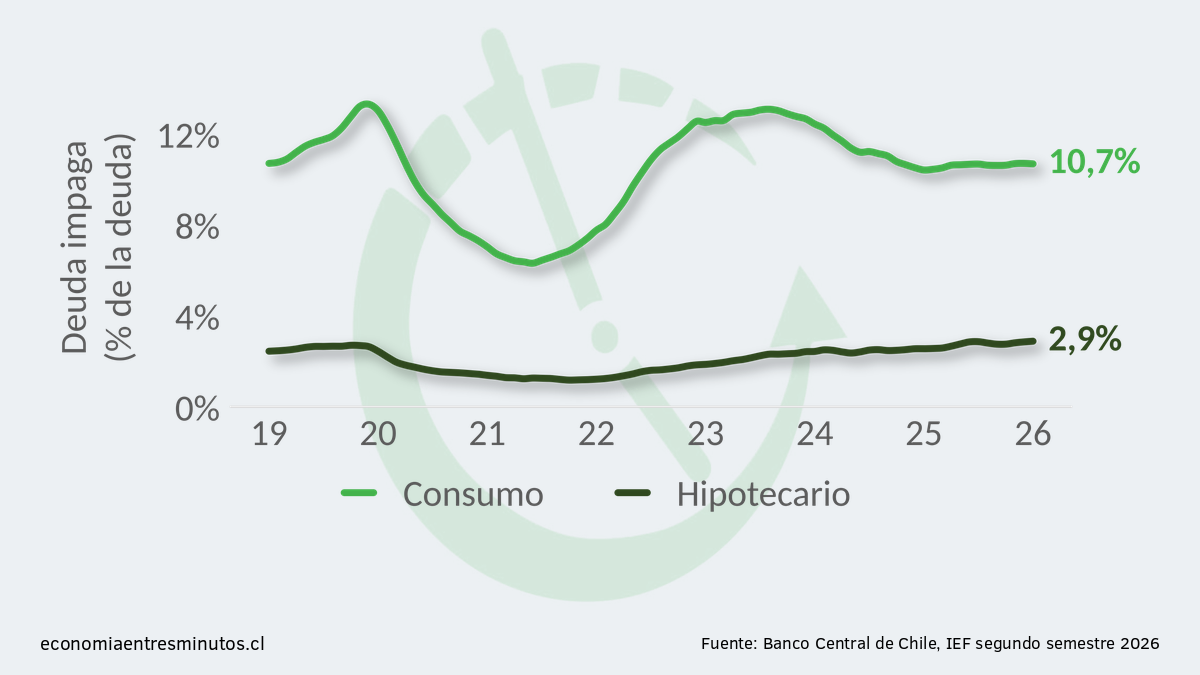 Deuda impaga
(% de la deuda)
12%
8%
4%
0%
10,7%
2,9%
19 20 21 22 23 24 25 26
Consumo Hipotecario
economiaentresminutos.cl
Fuente: Banco Central de Chile, IEF segundo semestre 2026